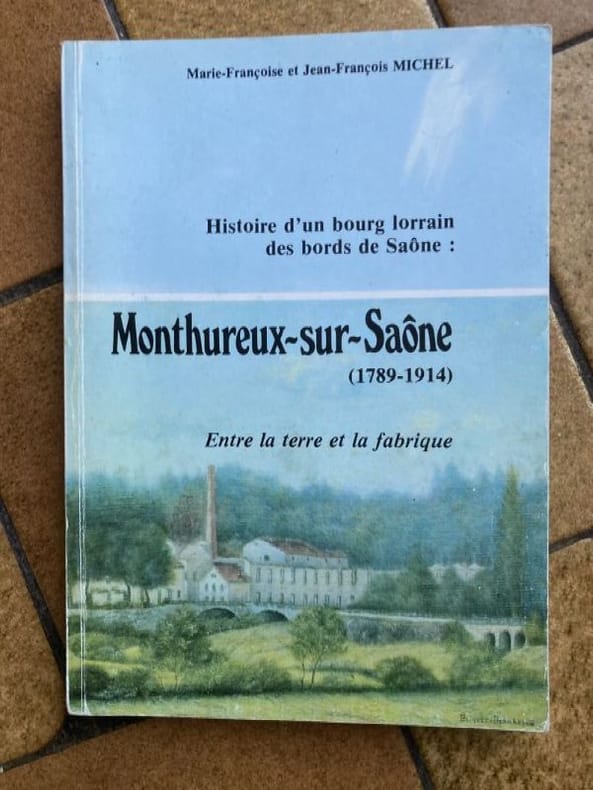 Marie-Françoise et Jean-François MICHEL
Histoire d'un bourg lorrain
des bords de Saône :
Monthureux-sur-Saône
(1789-1914)
Entre la terre et la fabrique